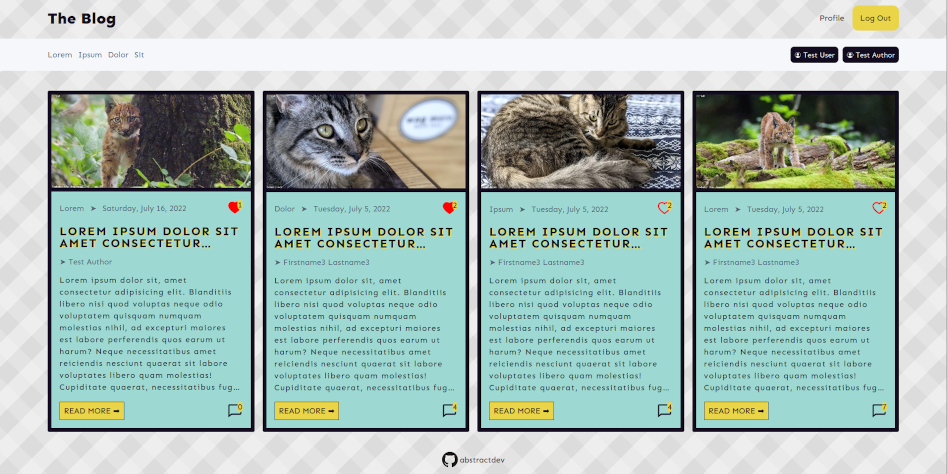 The Blog
Profile
Log Out
Lorem Ipsum Dolor Sit
Test User
Test Author
Lorem ➤ Saturday, July 16, 2022
1
LOREM IPSUM DOLOR SIT
AMET CONSECTETUR...
➤ Test Author
Lorem ipsum dolor sit, amet
consectetur adipisicing elit. Blanditiis
libero nisi quod voluptas neque odio
voluptatem quisquam numquam
molestias nihil, ad excepturi maiores
est labore perferendis quos earum ut
harum? Neque necessitatibus amet
reiciendis nesciunt quaerat sit labore
voluptates libero mollitia molestias!
Cupiditate quaerat, necessitatibus fug...
READ MORE ➡
0
Dolor ➤ Tuesday, July 5, 2022
2
LOREM IPSUM DOLOR SIT
AMET CONSECTETUR...
➤ Firstname3 Lastname3
Lorem ipsum dolor sit, amet
consectetur adipisicing elit. Blanditiis
libero nisi quod voluptas neque odio
voluptatem quisquam numquam
molestias nihil, ad excepturi maiores
est labore perferendis quos earum ut
harum? Neque necessitatibus amet
reiciendis nesciunt quaerat sit labore
voluptates libero mollitia molestias!
Cupiditate quaerat, necessitatibus fug...
READ MORE ➡
4
Ipsum ➤ Tuesday, July 5, 2022
2
LOREM IPSUM DOLOR SIT
AMET CONSECTETUR...
➤ Firstname3 Lastname3
Lorem ipsum dolor sit, amet
consectetur adipisicing elit. Blanditiis
libero nisi quod voluptas neque odio
voluptatem quisquam numquam
molestias nihil, ad excepturi maiores
est labore perferendis quos earum ut
harum? Neque necessitatibus amet
reiciendis nesciunt quaerat sit labore
voluptates libero mollitia molestias!
Cupiditate quaerat, necessitatibus fug...
READ MORE ➡
4
Lorem ➤ Tuesday, July 5, 2022
2
LOREM IPSUM DOLOR SIT
AMET CONSECTETUR...
➤ Firstname3 Lastname3
Lorem ipsum dolor sit, amet
consectetur adipisicing elit. Blanditiis
libero nisi quod voluptas neque odio
voluptatem quisquam numquam
molestias nihil, ad excepturi maiores
est labore perferendis quos earum ut
harum? Neque necessitatibus amet
reiciendis nesciunt quaerat sit labore
voluptates libero mollitia molestias!
Cupiditate quaerat, necessitatibus fug...
READ MORE ➡
7
abstractdev